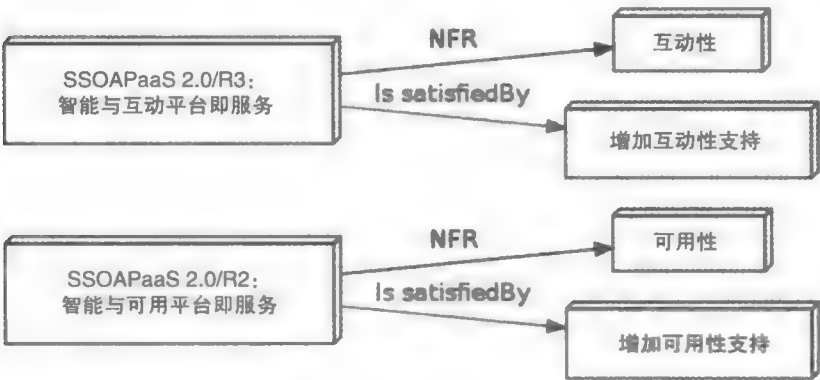 NFR
互动性
SSOAPaaS 2.0/R3:
智能与互动平台即服务
Is satisfiedBy
增加互动性支持
NFR
可用性
SSOAPaaS 2.0/R2:
智能与可用平台即服务
Is satisfiedBy
增加可用性支持